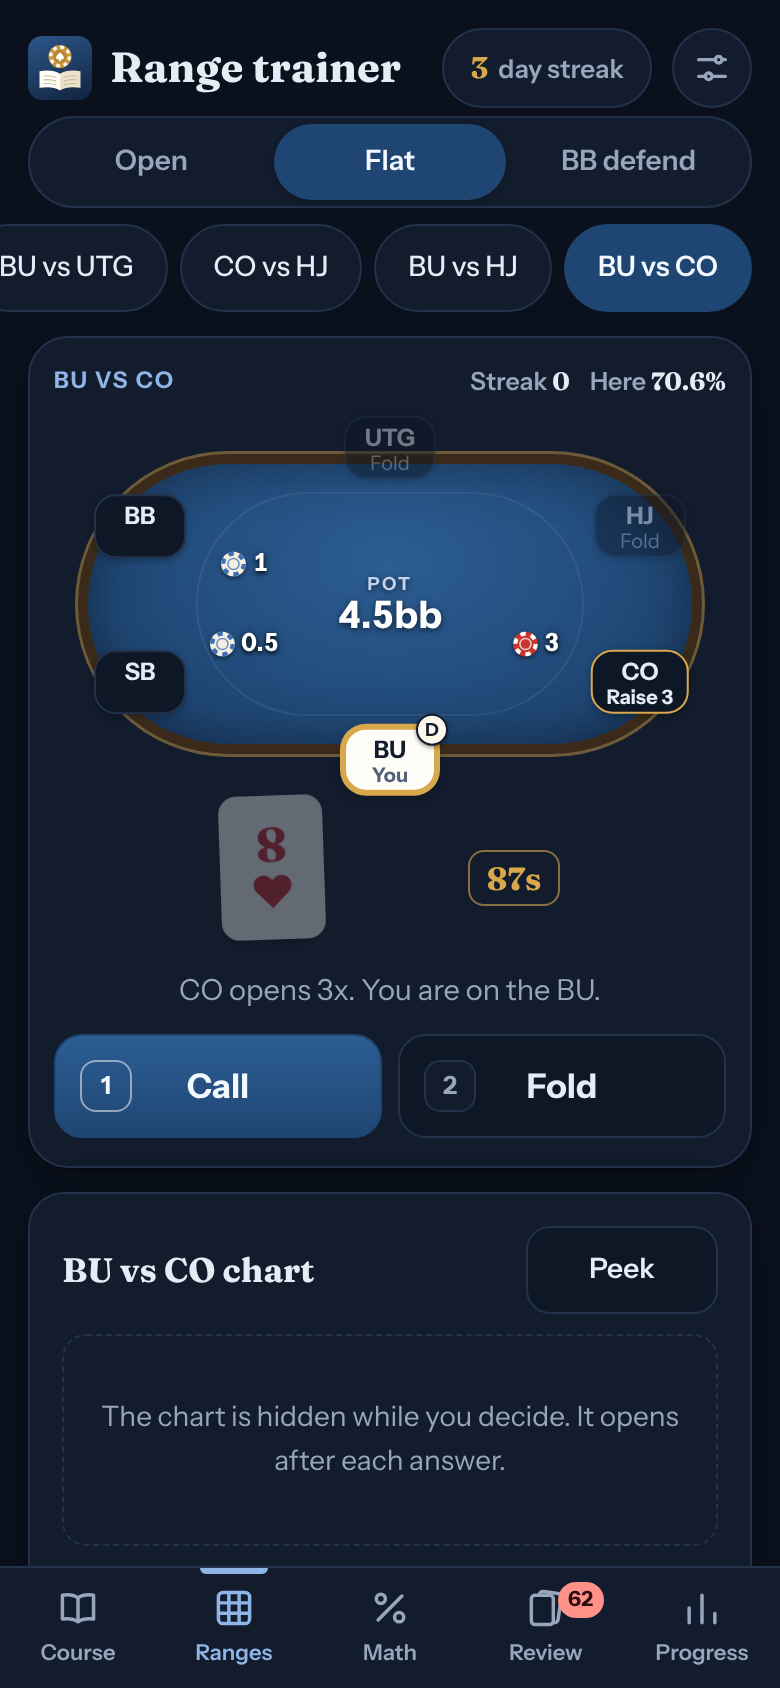 Range trainer
3 day streak
Open
Flat
BB defend
BU vs UTG
CO vs HJ
BU vs HJ
BU vs CO
BU VS CO
Streak 0
Here 70.6%
UTG
Fold
BB
HJ
Fold
1
POT
4.5bb
0.5
3
SB
CO
Raise 3
D
BU
You
8
87s
CO opens 3x. You are on the BU.
1
Call
2
Fold
BU vs CO chart
Peek
The chart is hidden while you decide. It opens
after each answer.
62
Course
Ranges
Math
Review
Progress